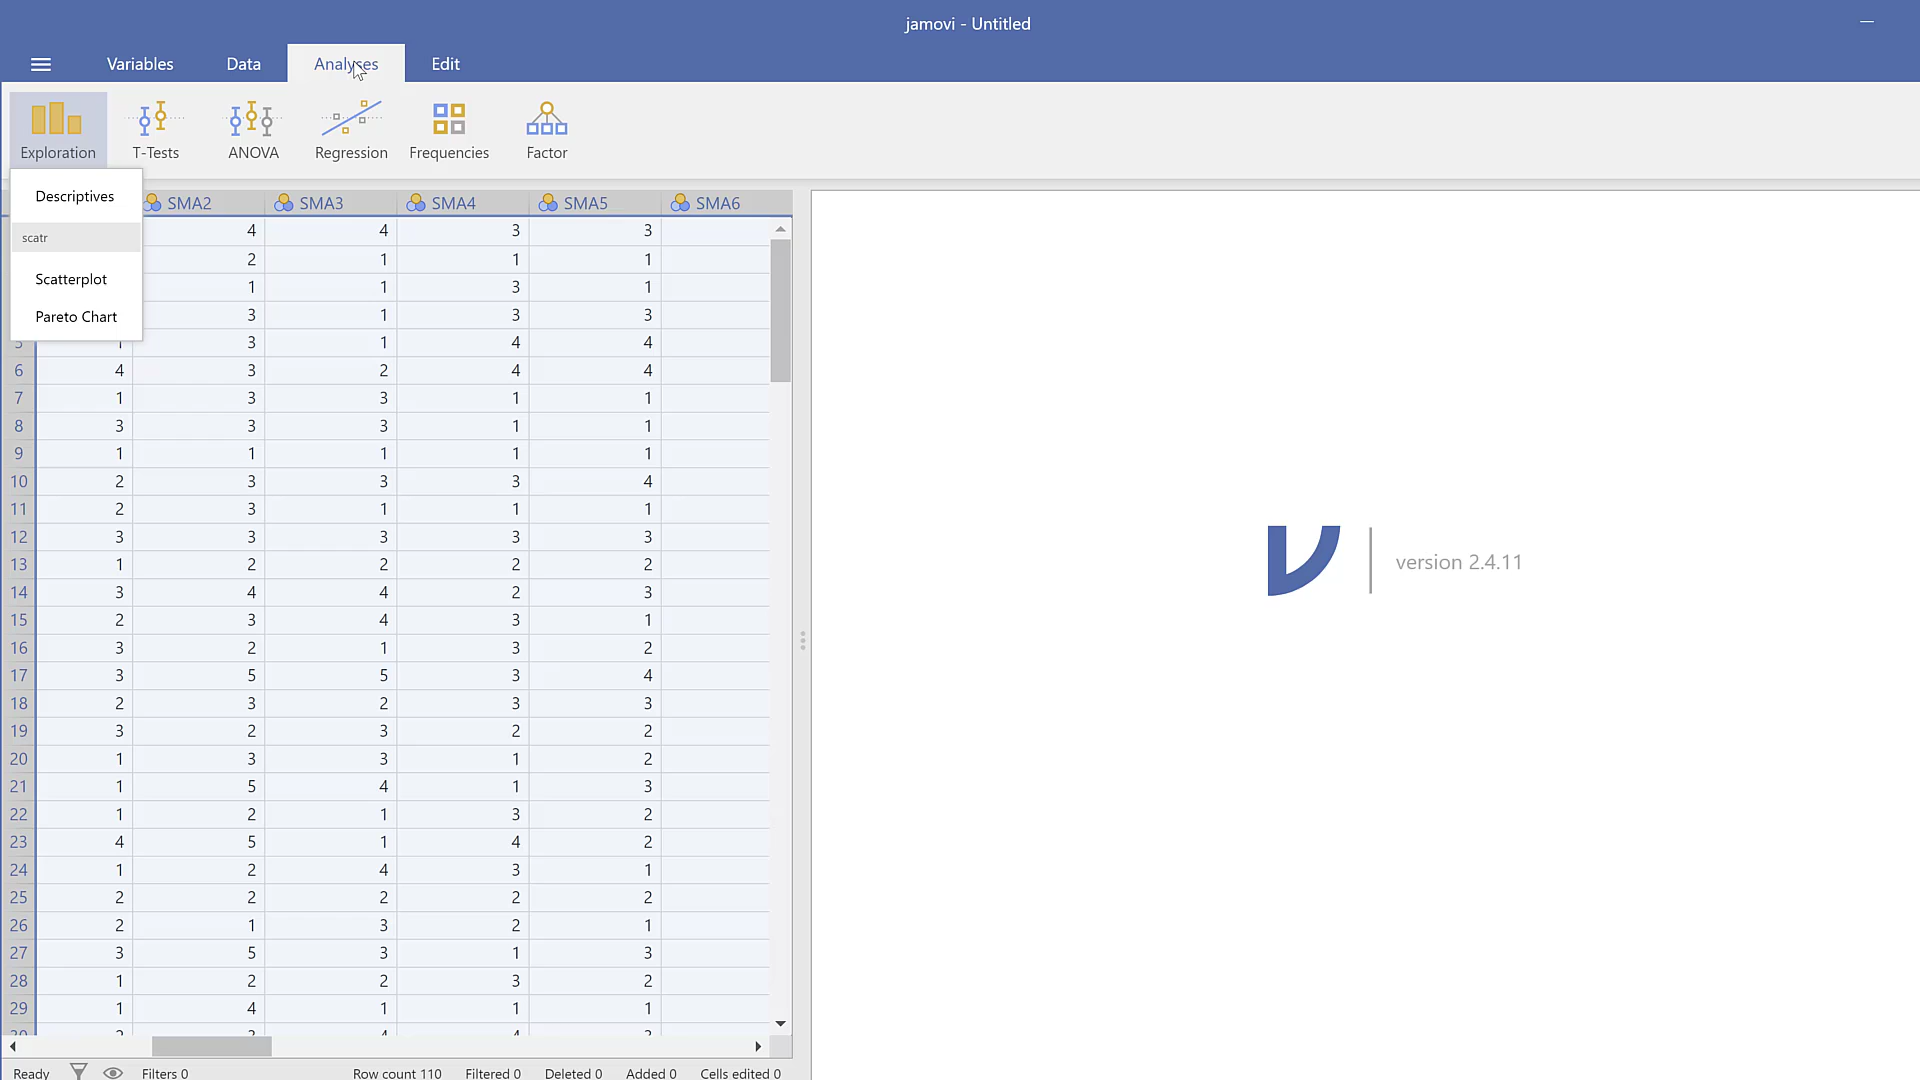 jamovi - Untitled
Variables Data Analyses Edit
Exploration T-Tests ANOVA Regression Frequencies Factor
Descriptives
scatr
Scatterplot
Pareto Chart
SMA2 SMA3 SMA4 SMA5 SMA6
4 4 3 3
2 1 1 1
1 1 3 1
3 1 3 3
5 1 3 1 4 4
6 4 3 2 4 4
7 1 3 3 1 1
8 3 3 3 1 1
9 1 1 1 1 1
10 2 3 3 3 4
11 2 3 1 1 1
12 3 3 3 3 3
13 1 2 2 2 2
14 3 4 4 2 3
15 2 3 4 3 1
16 3 2 1 3 2
17 3 5 5 3 4
18 2 3 2 3 3
19 3 2 3 2 2
20 1 3 3 1 2
21 1 5 4 1 3
22 1 2 1 3 2
23 4 5 1 4 2
24 1 2 4 3 1
25 2 2 2 2 2
26 2 1 3 2 1
27 3 5 3 1 3
28 1 2 2 3 2
29 1 4 1 1 1
version 2.4.11
Ready Filters 0 Row count 110 Filtered 0 Deleted 0 Added 0 Cells edited 0